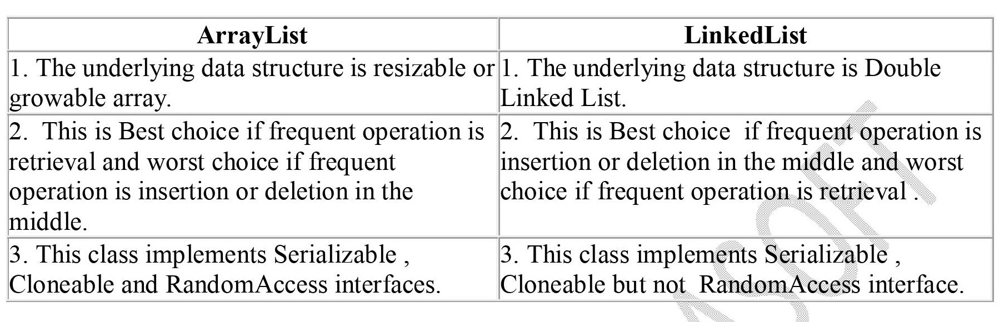 ArrayList
LinkedList
1. The underlying data structure is resizable or
growable array.
1. The underlying data structure is Double
Linked List.
2.  This is Best choice if frequent operation is
retrieval and worst choice if frequent
operation is insertion or deletion in the
middle.
2.  This is Best choice  if frequent operation is
insertion or deletion in the middle and worst
choice if frequent operation is retrieval .
3. This class implements Serializable ,
Cloneable and RandomAccess interfaces.
3. This class implements Serializable ,
Cloneable but not  RandomAccess interface.